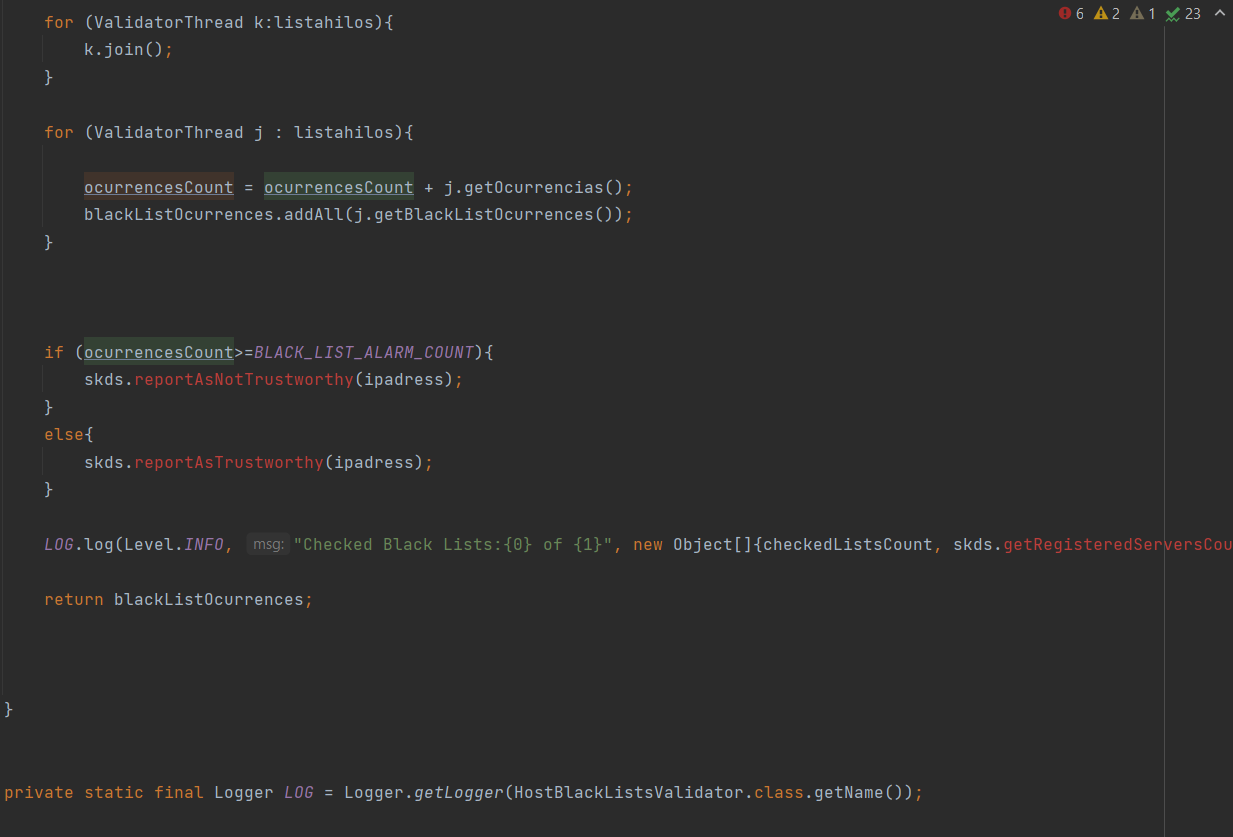 for (ValidatorThread k:listahilos){
6 2 1 23
k.join();
}
for (ValidatorThread j : listahilos){
ocurrencesCount = ocurrencesCount + j.getOcurrencias();
blackListOcurrences.addAll(j.getBlackListOcurrences());
}
if (ocurrencesCount>=BLACK_LIST_ALARM_COUNT){
skds.reportAsNotTrustworthy(ipadress);
}
else{
skds.reportAsTrustworthy(ipadress);
}
LOG.log(Level.INFO, msg: "Checked Black Lists:{0} of {1}", new Object[]{checkedListsCount, skds.getRegisteredServersCou
return blackListOcurrences;
}
private static final Logger LOG = Logger.getLogger(HostBlackListsValidator.class.getName());